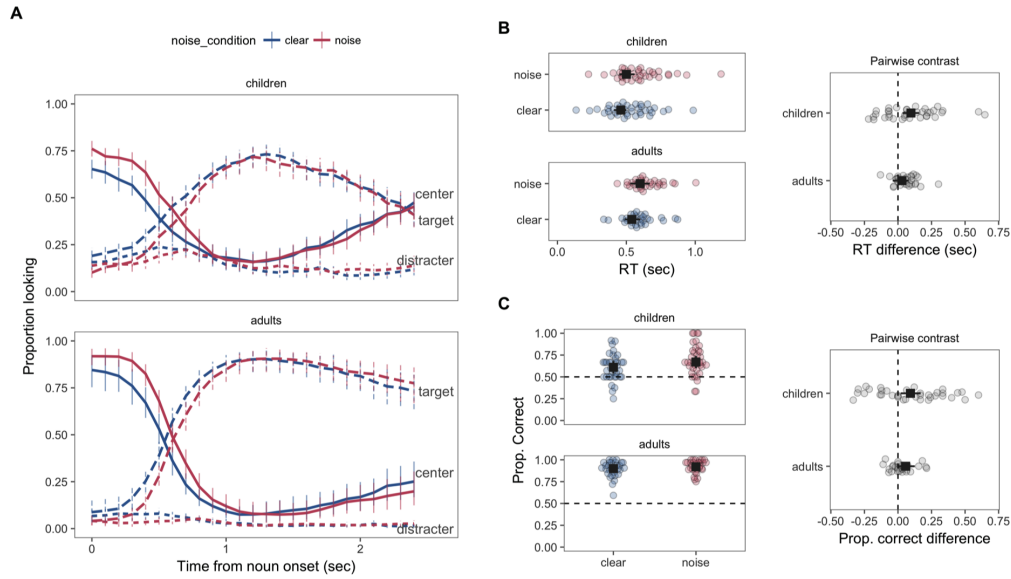 A
noise_condition clear noise
children
1.00
0.75
0.50
0.25
0.00
center
target
distracter
adults
1.00
0.75
0.50
0.25
0.00
target
center
distracter
Proportion looking
0 1 2
Time from noun onset (sec)
B
children
noise
clear
adults
noise
clear
0.0 0.5 1.0
RT (sec)
Pairwise contrast
children
adults
-0.50 -0.25 0.00 0.25 0.50 0.75
RT difference (sec)
C
children
1.00
0.75
0.50
0.25
0.00
adults
1.00
0.75
0.50
0.25
0.00
Prop. Correct
clear noise
Pairwise contrast
children
adults
-0.50 -0.25 0.00 0.25 0.50 0.75
Prop. correct difference